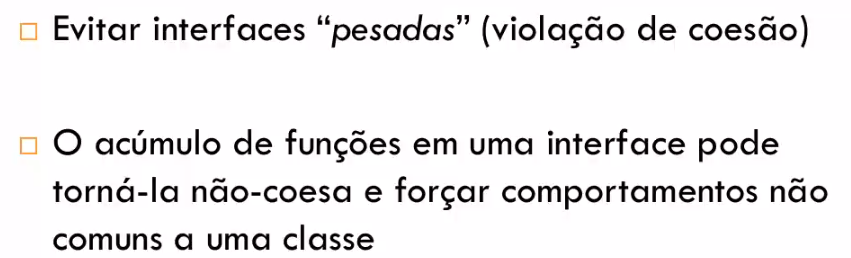 Evitar interfaces “pesadas” (violação de coesão)
O acúmulo de funções em uma interface pode
torná-la não-coesa e forçar comportamentos não
comuns a uma classe